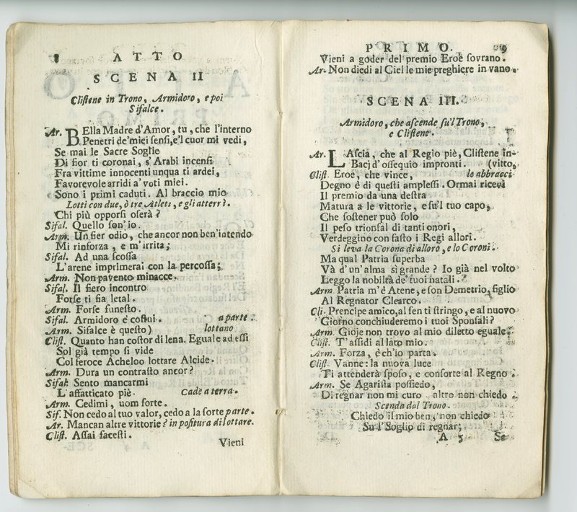 8 ATTO
SCENA II
Clistene in Trono, Armidoro, e poi
Sifalce.
Ar. BElla Madre d'Amor, tu, che l'interno
Penetri de'miei sensi, e'l cuor mi vedi,
Se mai le Sacre Soglie
Di fior ti coronai, s'Arabi incensi
Fra vittime innocenti unqua ti ardei,
Favorevole arridi a' voti miei.
Sono i primi caduti. Al braccio mio
Lotti con due, ò tre Atleti, e gli atterra.
Chi più opporsi oserà?
Sifal. Quello son'io.
Arm. Un fier odio, che ancor non ben'intendo
Mi rinforza, e m'irrita;
Sifal. Ad una scossa
L'arene imprimerai con la percossa;
Arm. Non pavento minacce.
Sifal. Il fiero incontro
Forse ti fia letal.
Arm. Forse funesto.
Sifal. Armidoro è costui. a parte
Arm. Sifalce è questo) lottano
Clist. Quanto han costor di lena. Eguale ad essi
Sol già tempo si vide
Col feroce Acheloo lottare Alcide.
Arm. Dura un contrasto ancor?
Sifal. Sento mancarmi
L'affatticato piè. Cade a terra.
Arm. Cedimi, uom forte.
Sif. Non cedo al tuo valor, cedo a la sorte parte.
Ar. Mancan altre vittorie? in positura di lottare.
Clist. Assai facesti.
Vieni
PRIMO. 9
Vieni a goder del premio Eroe sovrano.
Ar. Non diedi al Ciel le mie preghiere in vano.
SCENA III.
Armidoro, che ascende su'l Trono,
e Clistene.
Ar. LAscia, che al Regio piè, Clistene in-
Bacj d'ossequio impronti. (vitto,
Clist. Eroe, che vince, lo abbracci
Degno è di questi amplessi. Ormai riceva
Il premio da una destra
Matura a le vittorie, e su'l tuo capo,
Che sostener può solo
Il peso trionfal di tanti onori,
Verdeggino con fasto i Regi allori.
Si leva la Corona di alloro, e lo Coroni.
Ma qual Patria superba
Và d'un'alma sì grande? Io già nel volto
Leggo la nobiltà de' tuoi natali.
Arm. Patria m'è Atene, e son Demetrio, figlio
Al Regnator Clearco.
Cli. Prencipe amico, al sen ti stringo, e al nuovo
Giorno conchiuderemo i tuoi Sponsali?
Arm. Gioje non trovo al mio diletto eguale:
Clist. T'assidi al lato mio.
Arm. Forza, è ch'io parta.
Clist. Vanne: la nuova luce
Ti attenderà sposo, e consorte al Regno.
Arm. Se Agarista possiedo,
Di regnar non mi curo altro non chiedo
Scenda dal Trono.
Chiedo il mio ben, non chiedo
Su'l Soglio di regnar;
A 5 Se